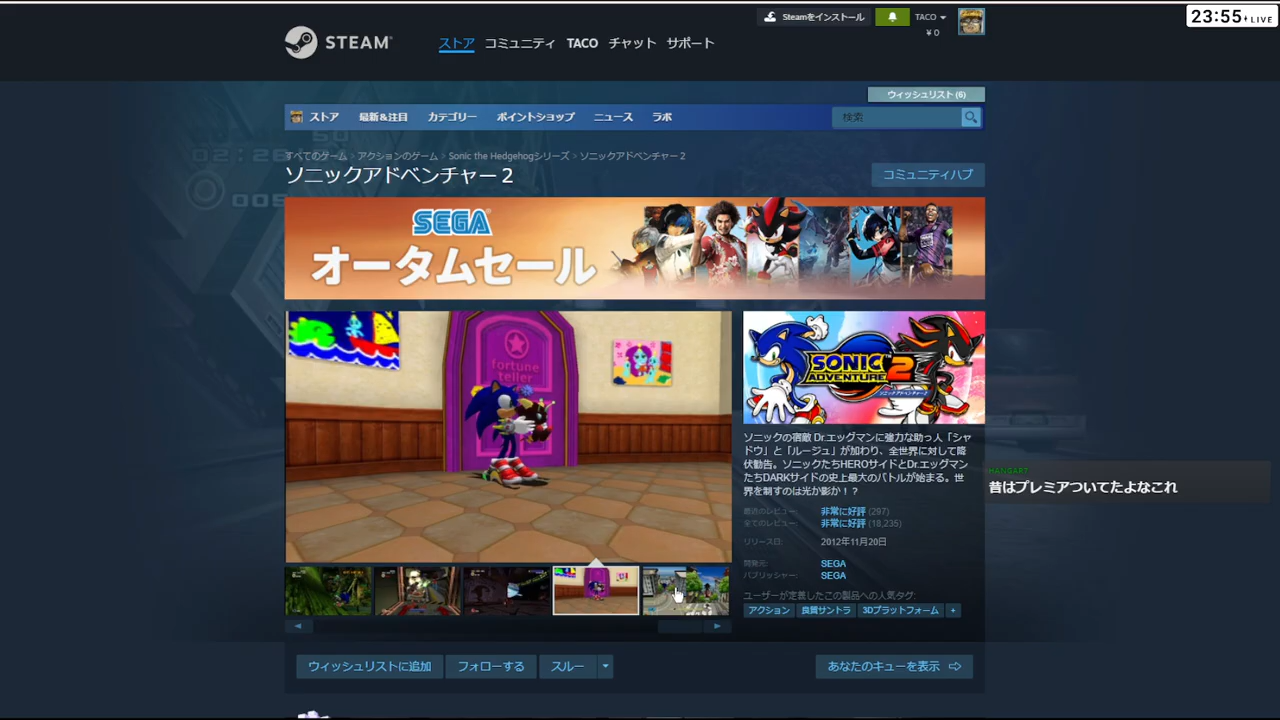 23:55 LIVE
Steamをインストール
TACO
¥ 0
STEAM
ストア コミュニティ TACO チャット サポート
ウィッシュリスト (6)
ストア 最新&注目 カテゴリー ポイントショップ ニュース ラボ
検索
すべてのゲーム > アクションのゲーム > Sonic the Hedgehogシリーズ > ソニックアドベンチャー 2
ソニックアドベンチャー 2
コミュニティハブ
SEGA
オータムセール
fortune
teller
SONIC
ADVENTURE 2
ソニックの宿敵 Dr.エッグマンに強力な助っ人「シャ
ドウ」と「ルージュ」が加わり、全世界に対して降
伏勧告。ソニックたちHEROサイドとDr.エッグマン
たちDARKサイドの史上最大のバトルが始まる。世
界を制するのは光か影か！？
最近のレビュー: 非常に好評 (297)
全てのレビュー: 非常に好評 (18,235)
リリース日: 2012年11月20日
開発元: SEGA
パブリッシャー: SEGA
ユーザーが定義したこの製品への人気タグ:
アクション 良質サントラ 3Dプラットフォーム +
HANGART
昔はプレミアついてたよなこれ
ウィッシュリストに追加 フォローする スルー
あなたのキューを表示